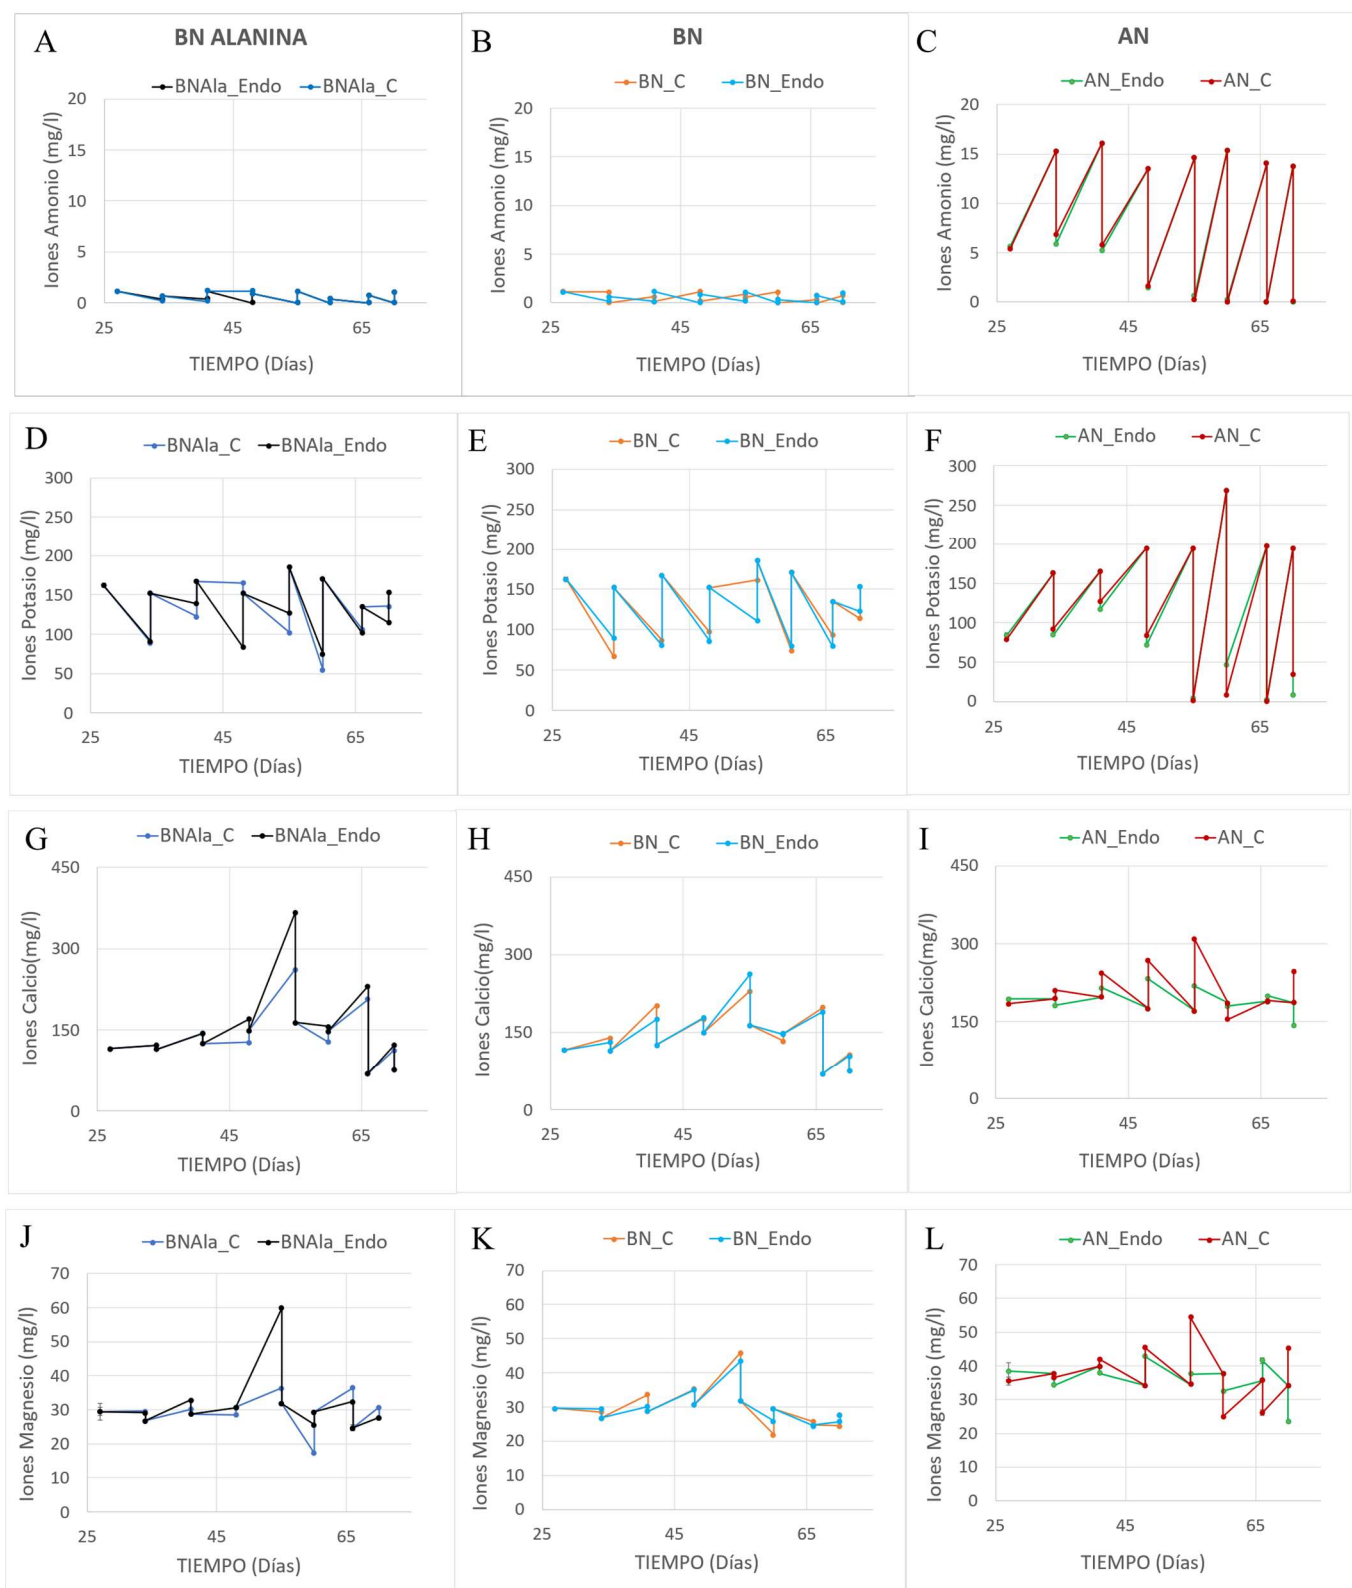 A BN ALANINA
BNAla_Endo BNAla_C
Iones Amonio (mg/l)
20
15
10
5
0
25 45 65
TIEMPO (Días)
B BN
BN_C BN_Endo
Iones Amonio (mg/l)
20
15
10
5
0
25 45 65
TIEMPO (Días)
C AN
AN_Endo AN_C
Iones Amonio (mg/l)
20
15
10
5
0
25 45 65
TIEMPO (Días)
D
BNAla_C BNAla_Endo
Iones Potasio (mg/l)
300
250
200
150
100
50
0
25 45 65
TIEMPO (Días)
E
BN_C BN_Endo
Iones Potasio (mg/l)
300
250
200
150
100
50
0
25 45 65
TIEMPO (Días)
F
AN_Endo AN_C
Iones Potasio (mg/l)
300
250
200
150
100
50
0
25 45 65
TIEMPO (Días)
G
BNAla_C BNAla_Endo
Iones Calcio(mg/l)
450
300
150
0
25 45 65
TIEMPO (Días)
H
BN_C BN_Endo
Iones Calcio(mg/l)
450
300
150
0
25 45 65
TIEMPO (Días)
I
AN_Endo AN_C
Iones Calcio(mg/l)
450
300
150
0
25 45 65
TIEMPO (Días)
J
BNAla_C BNAla_Endo
Iones Magnesio (mg/l)
70
60
50
40
30
20
10
0
25 45 65
TIEMPO (Días)
K
BN_C BN_Endo
Iones Magnesio (mg/l)
70
60
50
40
30
20
10
0
25 45 65
TIEMPO (Días)
L
AN_Endo AN_C
Iones Magnesio (mg/l)
70
60
50
40
30
20
10
0
25 45 65
TIEMPO (Días)